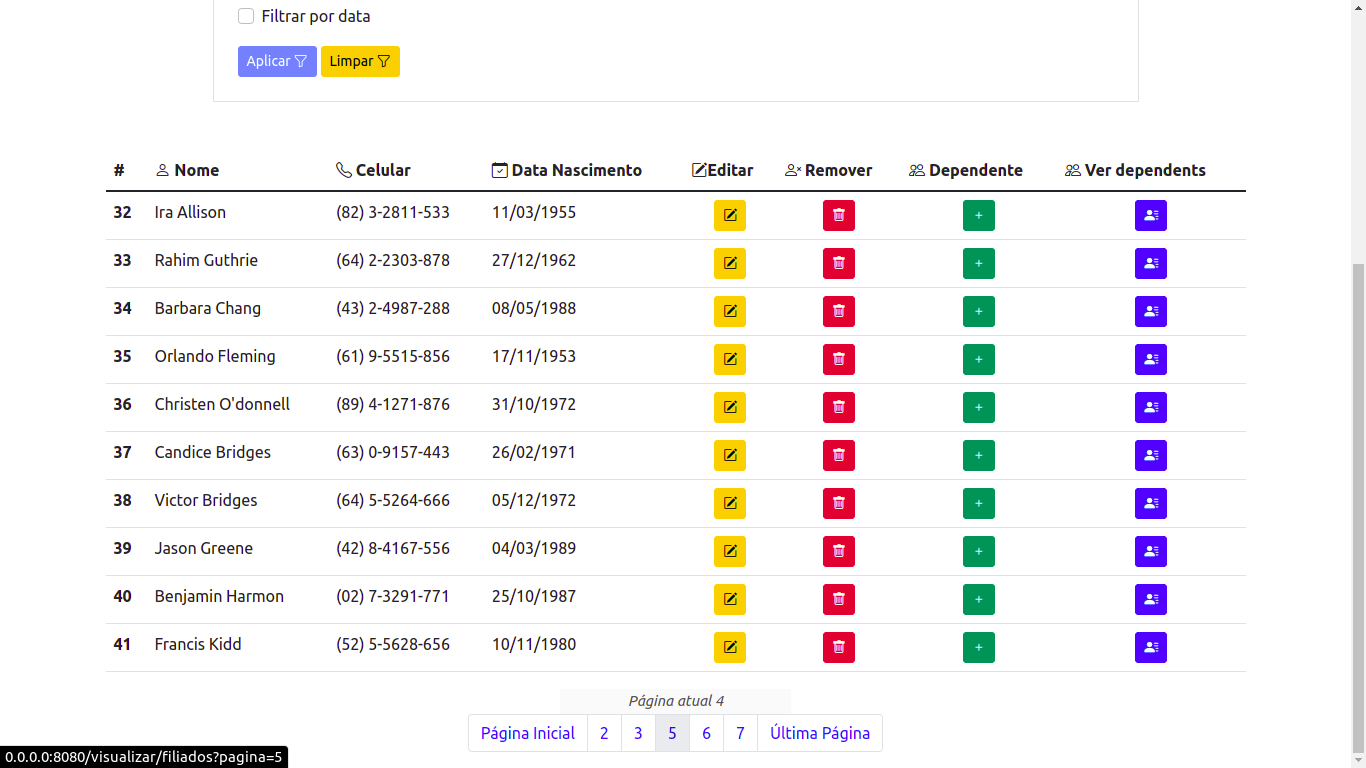 Filtrar por data
Aplicar Limpar
# Nome Celular Data Nascimento Editar Remover Dependente Ver dependents
32 Ira Allison (82) 3-2811-533 11/03/1955 +
33 Rahim Guthrie (64) 2-2303-878 27/12/1962 +
34 Barbara Chang (43) 2-4987-288 08/05/1988 +
35 Orlando Fleming (61) 9-5515-856 17/11/1953 +
36 Christen O'donnell (89) 4-1271-876 31/10/1972 +
37 Candice Bridges (63) 0-9157-443 26/02/1971 +
38 Victor Bridges (64) 5-5264-666 05/12/1972 +
39 Jason Greene (42) 8-4167-556 04/03/1989 +
40 Benjamin Harmon (02) 7-3291-771 25/10/1987 +
41 Francis Kidd (52) 5-5628-656 10/11/1980 +
Página atual 4
Página Inicial 2 3 5 6 7 Última Página
0.0.0.0:8080/visualizar/filiados?pagina=5